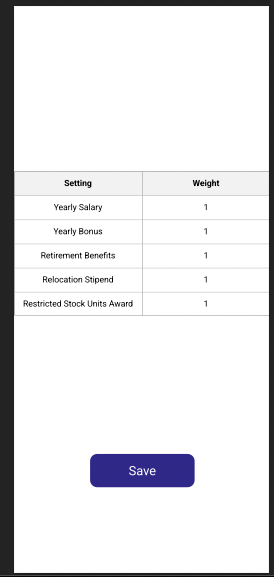 Setting Weight
Yearly Salary 1
Yearly Bonus 1
Retirement Benefits 1
Relocation Stipend 1
Restricted Stock Units Award 1
Save